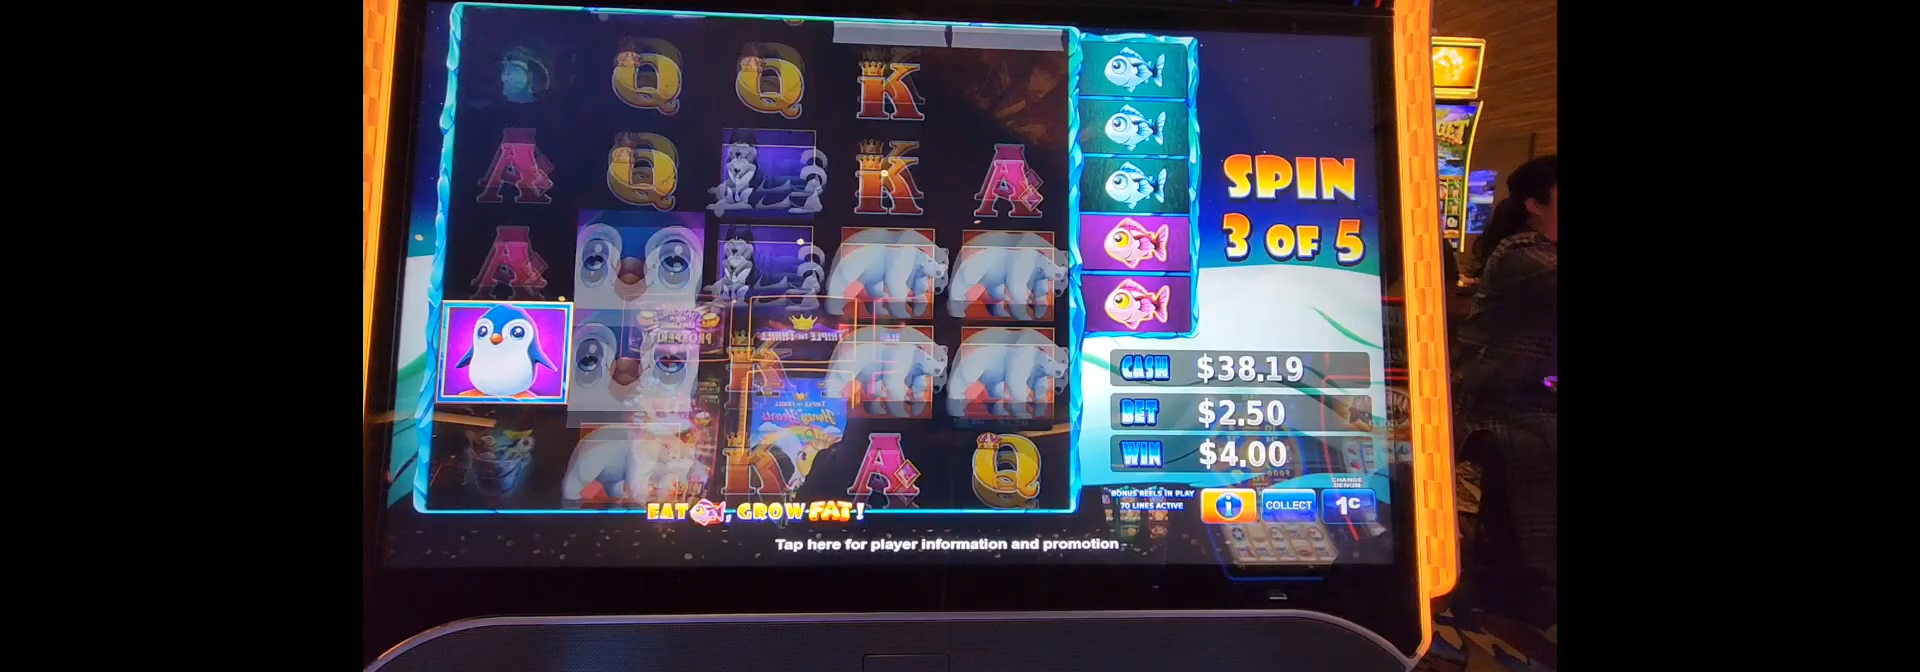 Q Q K
A Q K A
A
K
K A Q
SPIN
3 OF 5
CASH $38.19
BET $2.50
WIN $4.00
BONUS REELS IN PLAY
70 LINES ACTIVE
COLLECT
CHANGE
DENOM
1¢
EAT , GROW FAT!
Tap here for player information and promotion